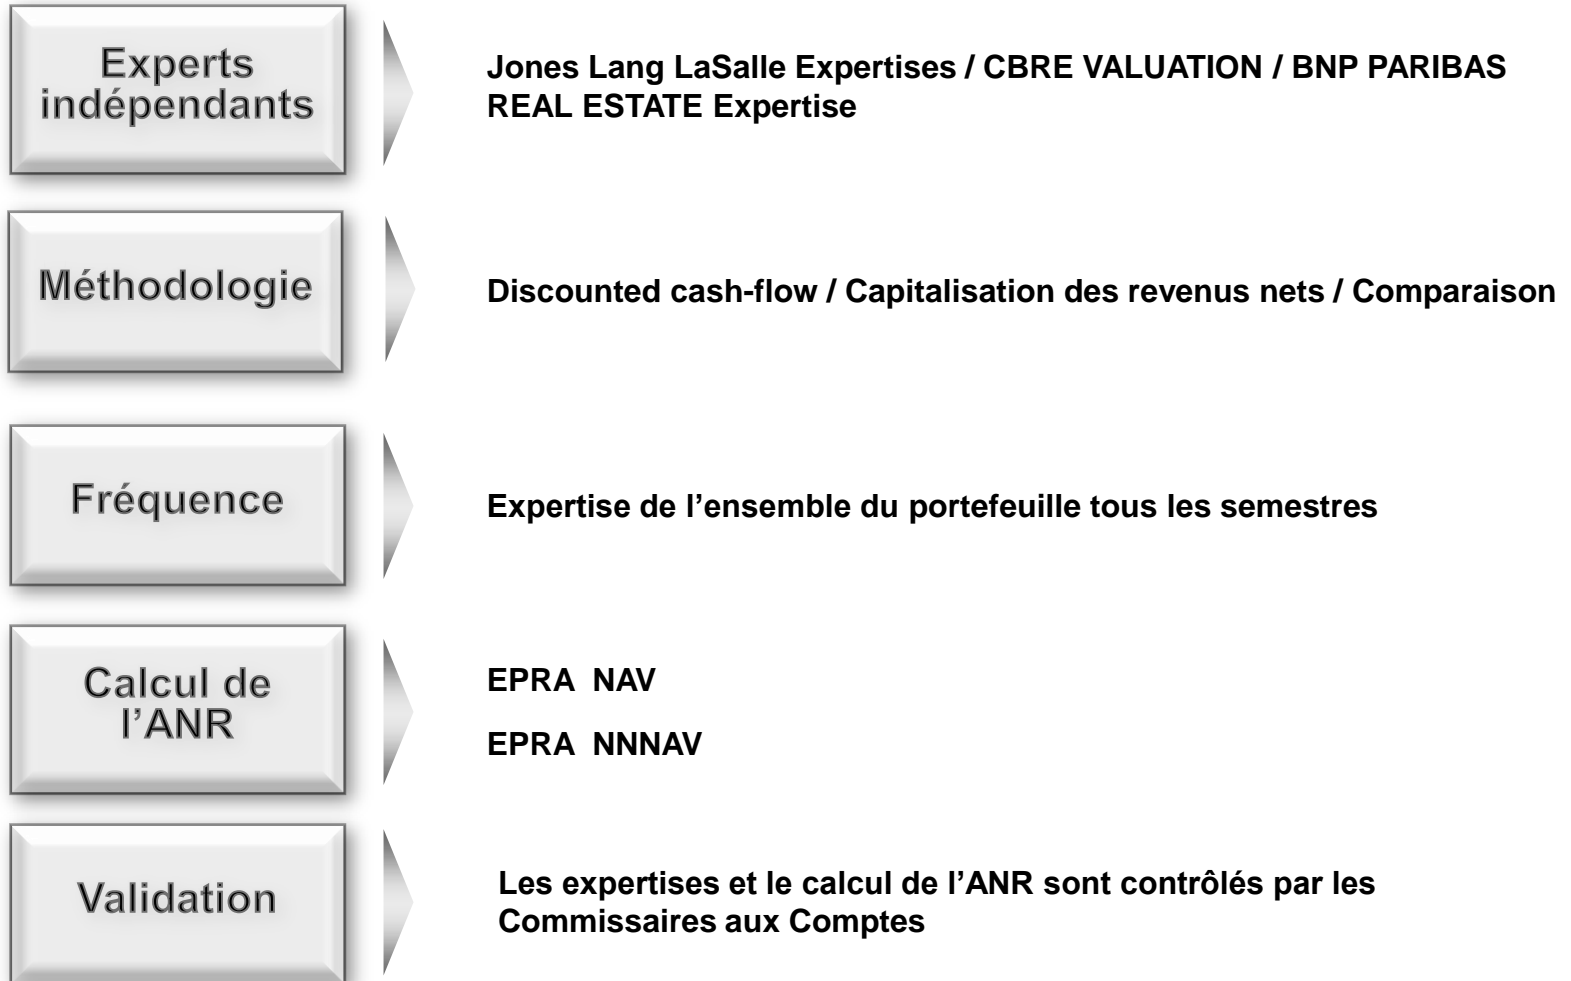 Experts
indépendants
Jones Lang LaSalle Expertises / CBRE VALUATION / BNP PARIBAS
REAL ESTATE Expertise
Méthodologie
Discounted cash-flow / Capitalisation des revenus nets / Comparaison
Fréquence
Expertise de l’ensemble du portefeuille tous les semestres
Calcul de
l’ANR
EPRA NAV
EPRA NNNAV
Validation
Les expertises et le calcul de l’ANR sont contrôlés par les
Commissaires aux Comptes